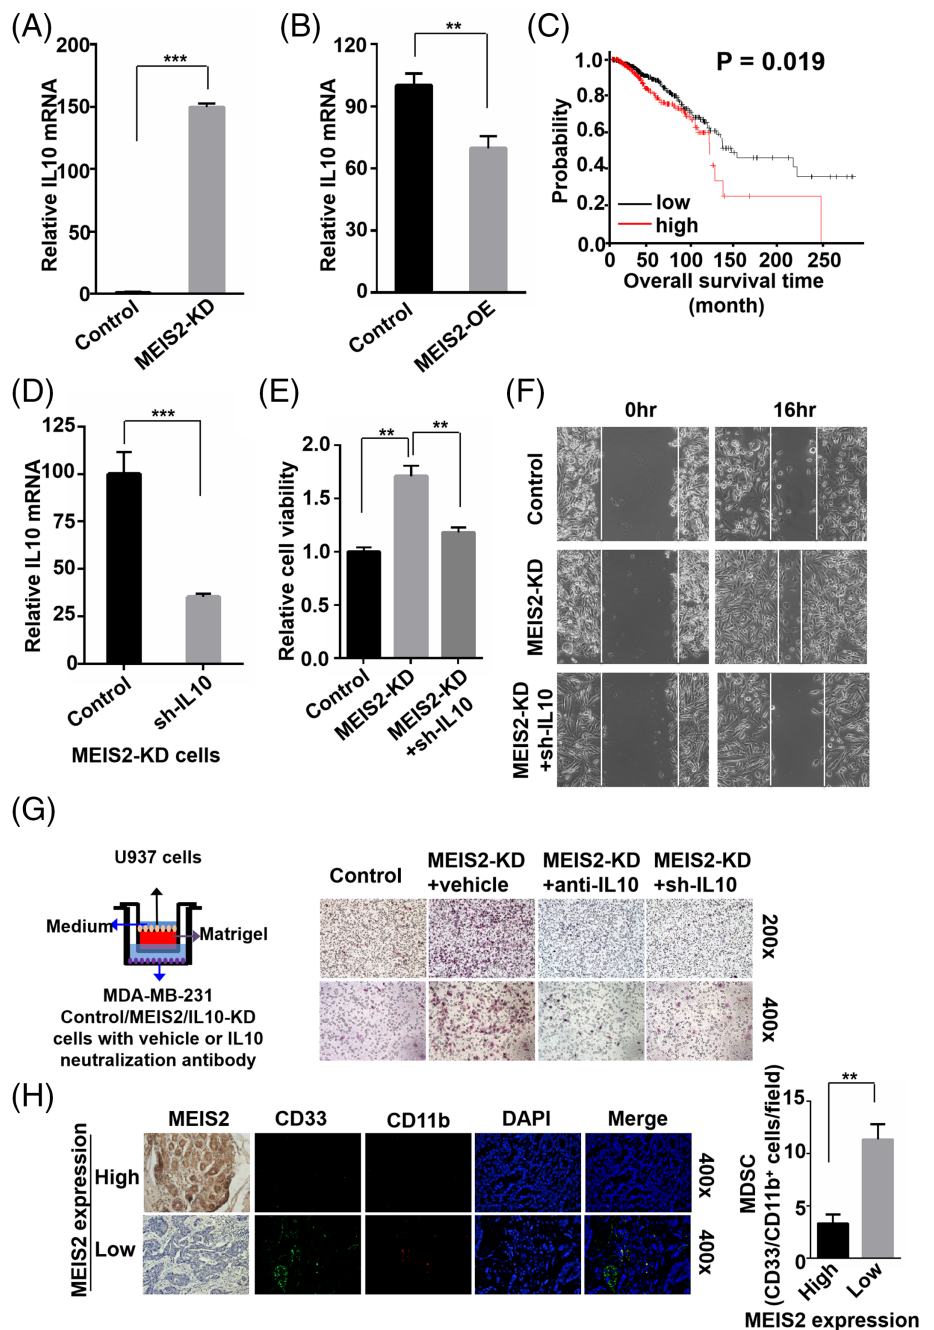 (A)
Relative IL10 mRNA
200
150
100
50
0
***
Control
MEIS2-KD
(B)
Relative IL10 mRNA
120
90
60
30
0
**
Control
MEIS2-OE
(C)
Probability
1.0
0.8
0.6
0.4
0.2
0.0
P = 0.019
low
high
0 50 100 150 200 250
Overall survival time
(month)
(D)
Relative IL10 mRNA
125
100
75
50
25
0
***
Control
sh-IL10
MEIS2-KD cells
(E)
Relative cell viability
2.0
1.5
1.0
0.5
0.0
** **
Control
MEIS2-KD
MEIS2-KD
+sh-IL10
(F)
0hr 16hr
Control
MEIS2-KD
MEIS2-KD
+sh-IL10
(G)
U937 cells
Medium
Matrigel
MDA-MB-231
Control/MEIS2/IL10-KD
cells with vehicle or IL10
neutralization antibody
Control
MEIS2-KD
+vehicle
MEIS2-KD
+anti-IL10
MEIS2-KD
+sh-IL10
200x
400x
(H)
MEIS2 CD33 CD11b DAPI Merge
MEIS2 expression
High
Low
400x
400x
MDSC
(CD33/CD11b+ cells/field)
15
10
5
0
**
High
Low
MEIS2 expression